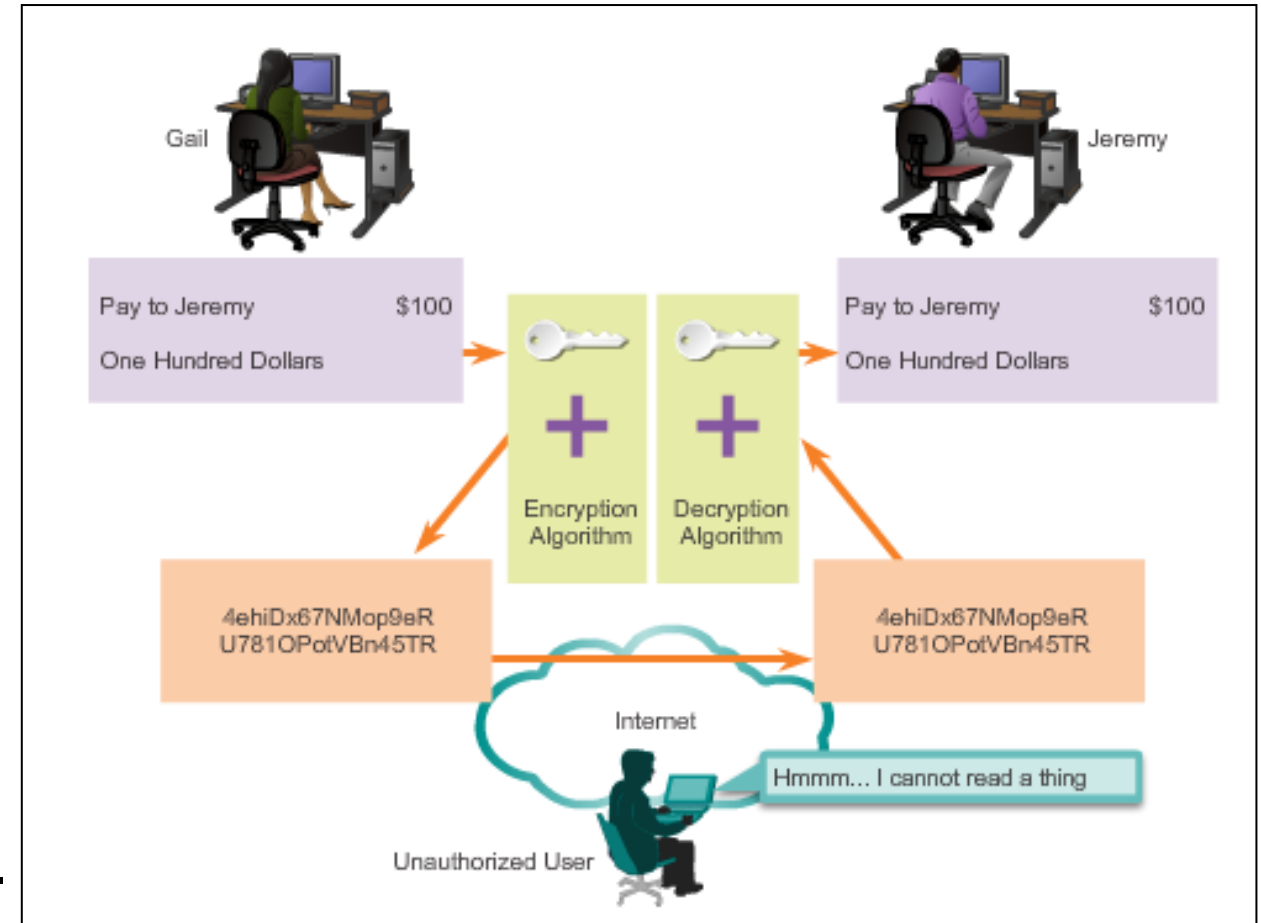 Gail
Jeremy
Pay to Jeremy $100
One Hundred Dollars
Encryption
Algorithm
Decryption
Algorithm
Pay to Jeremy $100
One Hundred Dollars
4ehiDx67NMop9eR
U781OPotVBn45TR
4ehiDx67NMop9eR
U781OPotVBn45TR
Internet
Hmmm... I cannot read a thing
Unauthorized User